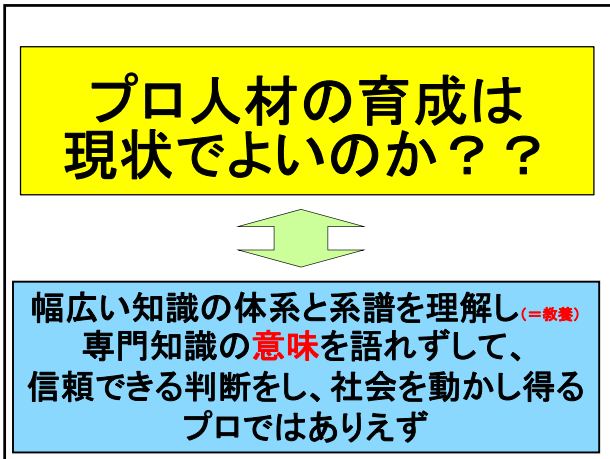 プロ人材の育成は
現状でよいのか？？
幅広い知識の体系と系譜を理解し(=教養)
専門知識の意味を語れずして、
信頼できる判断をし、社会を動かし得る
プロではありえず